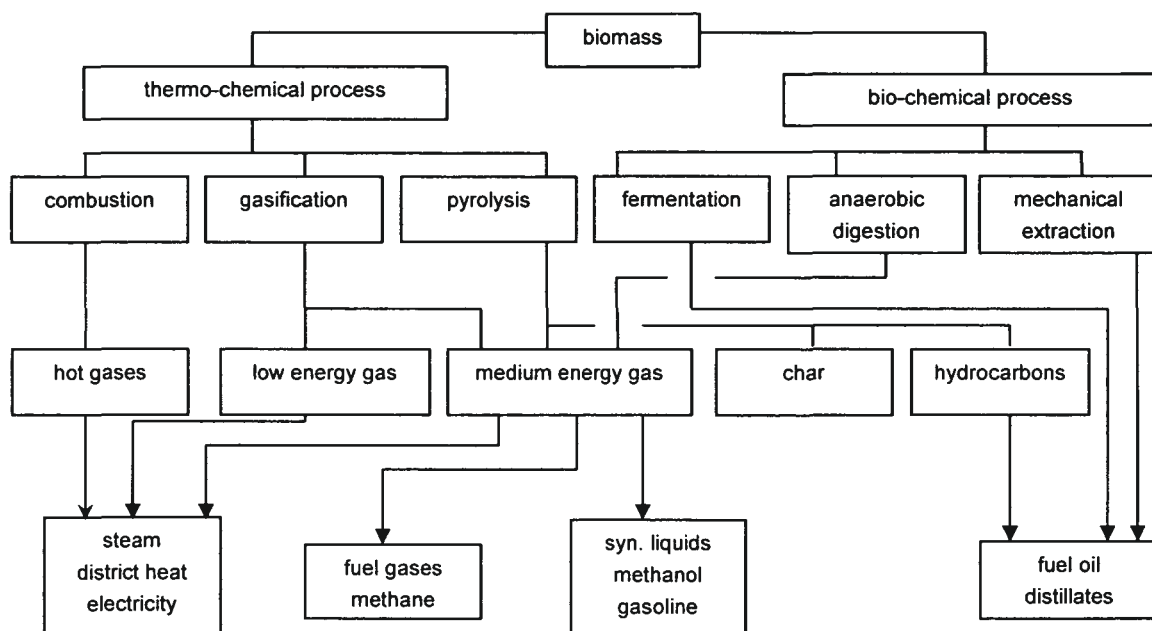 biomass
thermo-chemical process
bio-chemical process
combustion
gasification
pyrolysis
fermentation
anaerobic
digestion
mechanical
extraction
hot gases
low energy gas
medium energy gas
char
hydrocarbons
steam
district heat
electricity
fuel gases
methane
syn. liquids
methanol
gasoline
fuel oil
distillates